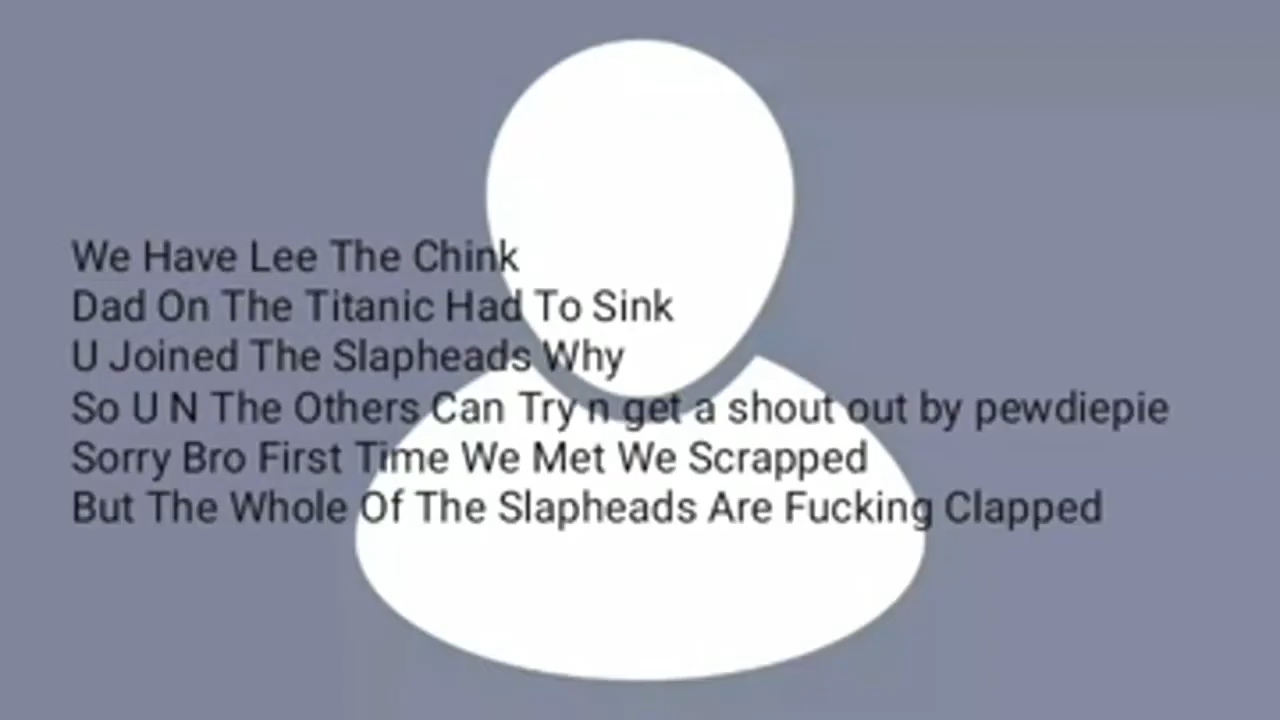 We Have Lee The Chink
Dad On The Titanic Had To Sink
U Joined The Slapheads Why
So U N The Others Can Try n get a shout out by pewdiepie
Sorry Bro First Time We Met We Scrapped
But The Whole Of The Slapheads Are Fucking Clapped